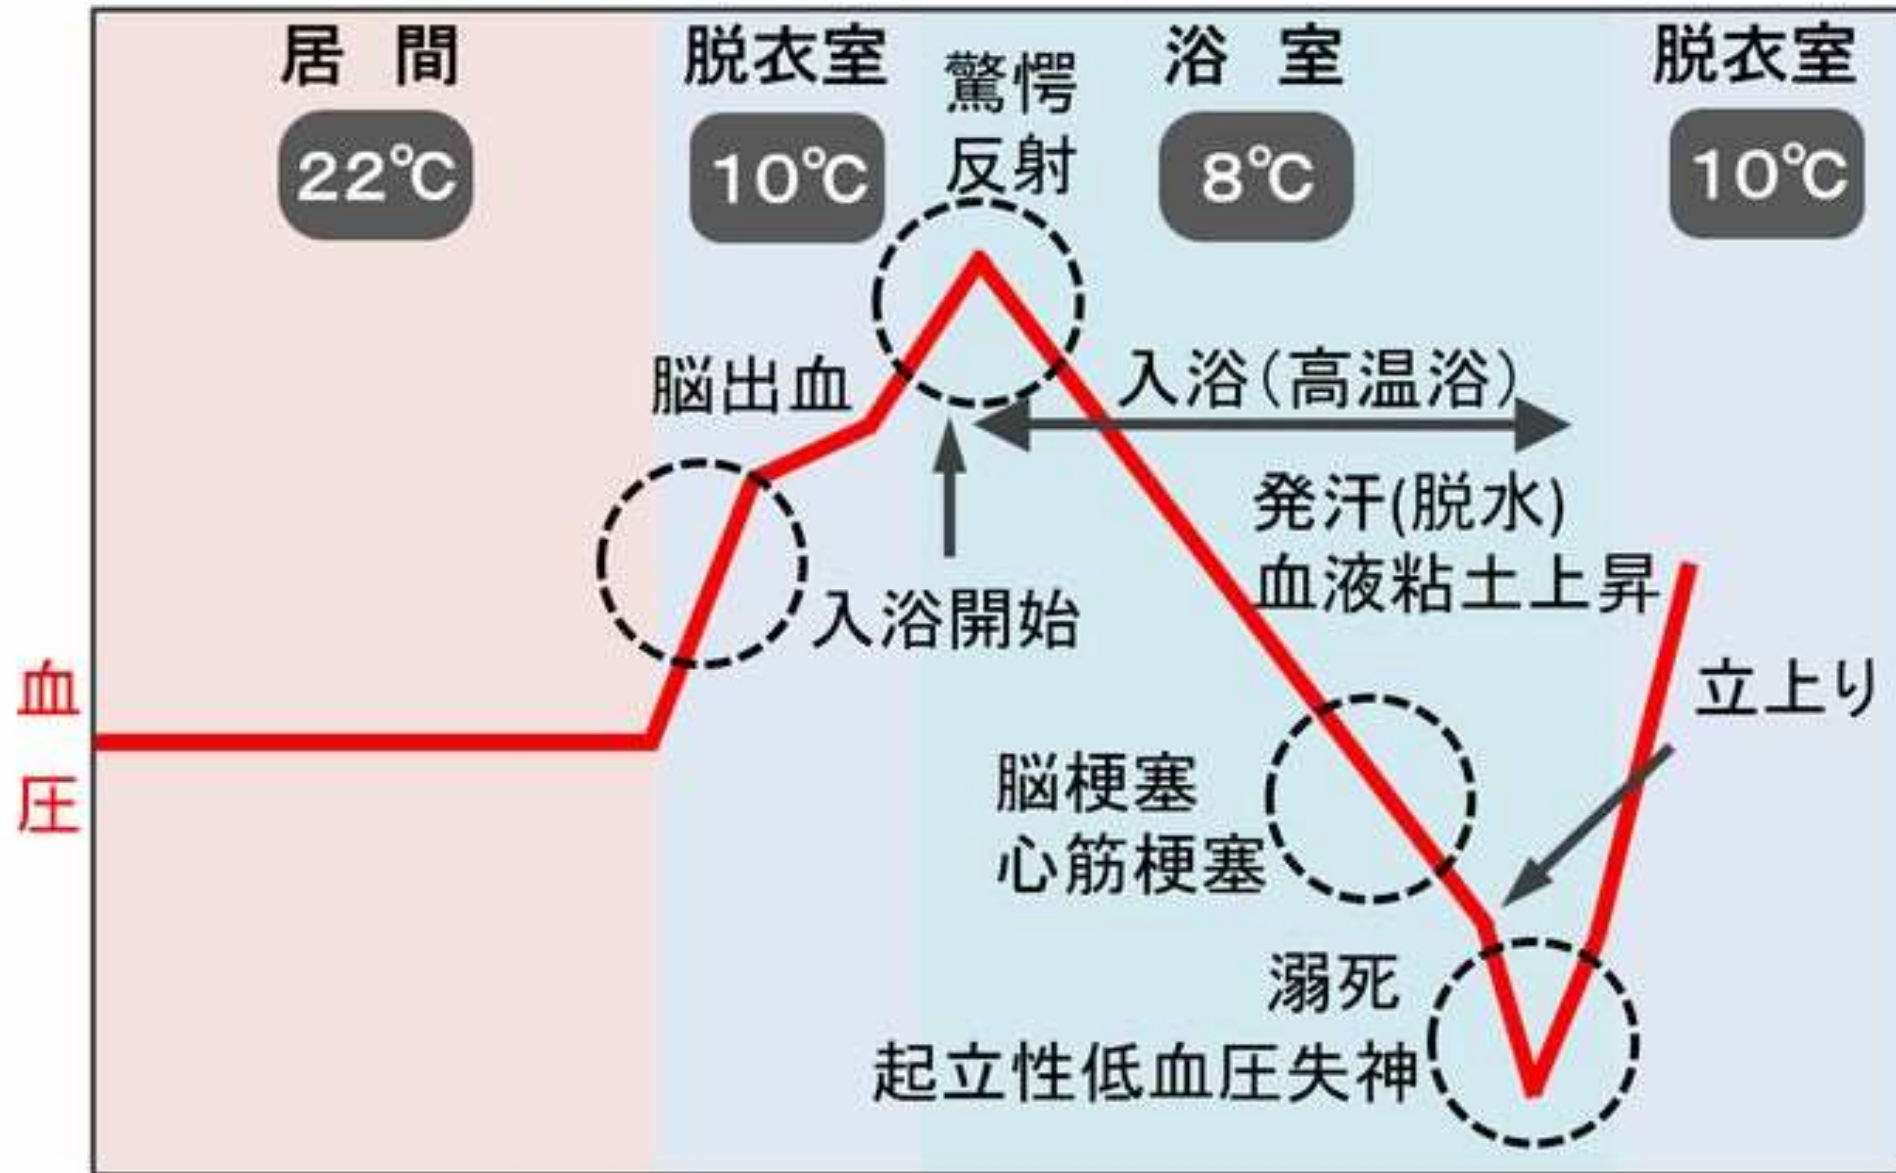 居間
22℃
脱衣室
10℃
驚愕
反射
浴室
8℃
脱衣室
10℃
脳出血
入浴(高温浴)
発汗(脱水)
血液粘土上昇
入浴開始
立上り
血圧
脳梗塞
心筋梗塞
溺死
起立性低血圧失神